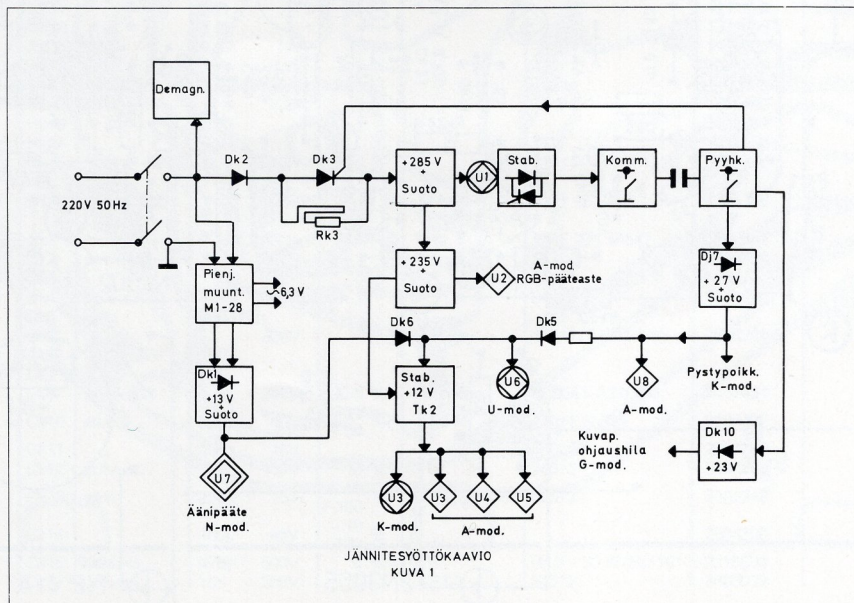 Demagn.
220V 50Hz
Dk2
Dk3
Rk3
+285 V
+
Suoto
U1
Stab.
Komm.
Pyyhk.
+235 V
+
Suoto
U2
A-mod.
RGB-pääteaste
Dj7
+ 27 V
+
Suoto
Pienj.
muunt.
M1-28
6,3 V
Dk6
Dk5
Dk1
+13 V
+
Suoto
Stab.
+12 V
Tk2
U6
U-mod.
U8
A-mod.
Pystypoikk.
K-mod.
U7
Äänipääte
N-mod.
Kuvap.
ohjaushila
G-mod.
Dk10
+23 V
U3
U3
U4
U5
K-mod.
A-mod.
JÄNNITESYÖTTÖKAAVIO
KUVA 1